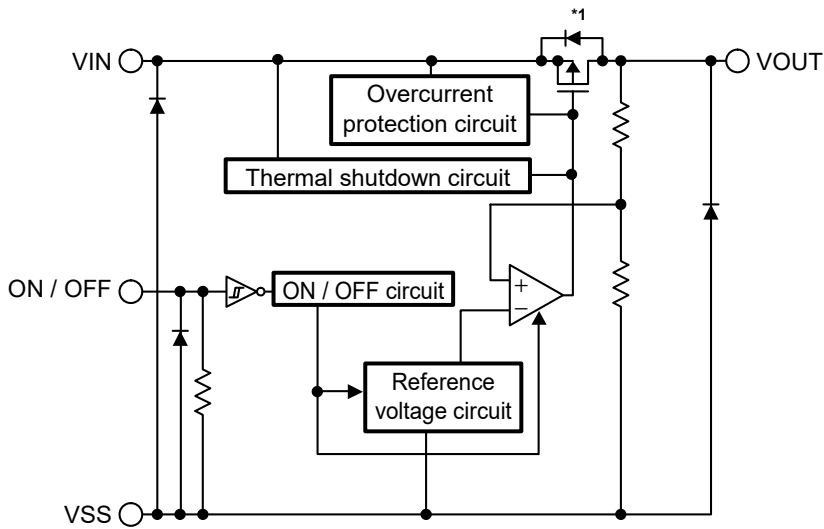 *1
VIN
VOUT
Overcurrent
protection circuit
Thermal shutdown circuit
ON / OFF
ON / OFF circuit
+
−
Reference
voltage circuit
VSS